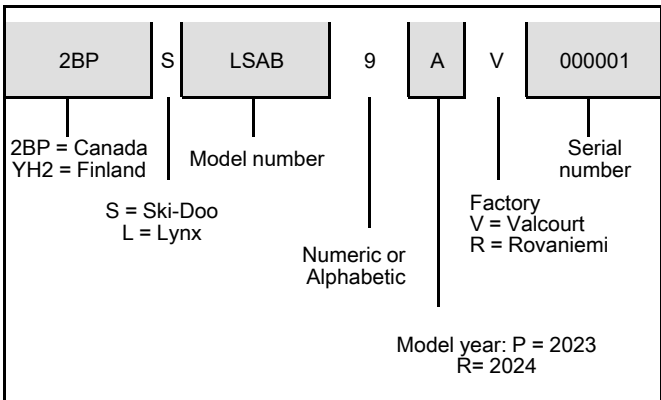 2BP S LSAB 9 A V 000001
2BP = Canada
YH2 = Finland
Model number
Serial
number
S = Ski-Doo
L = Lynx
Factory
V = Valcourt
R = Rovaniemi
Numeric or
Alphabetic
Model year: P = 2023
R= 2024